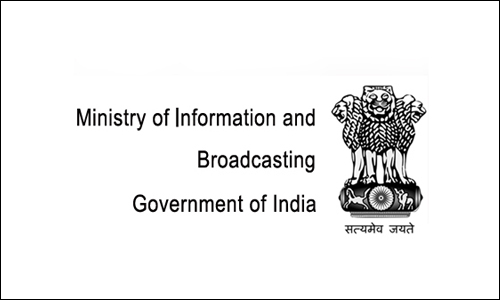 Ministry of Information and
Broadcasting
Government of India
सत्यमेव जयते